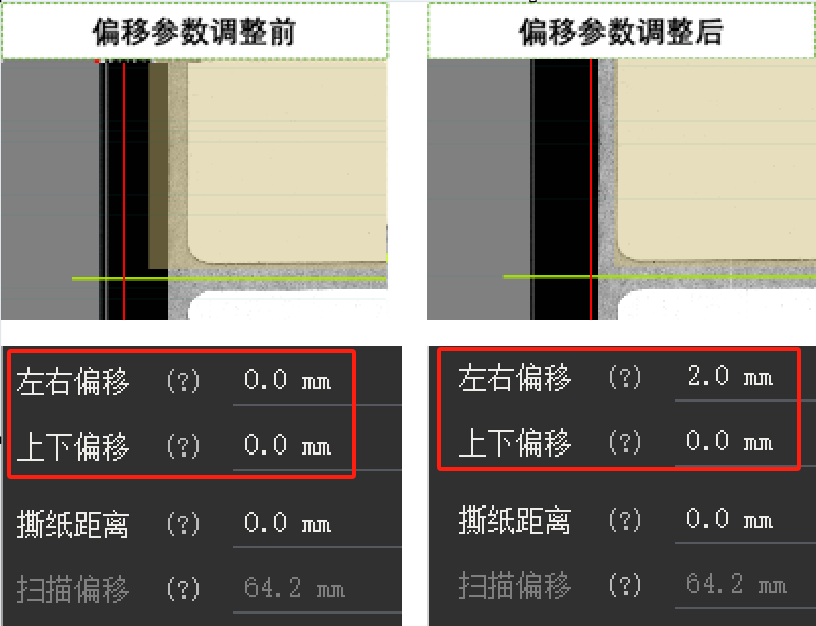 偏移参数调整前
偏移参数调整后
左右偏移 (?) 0.0 mm
上下偏移 (?) 0.0 mm
撕纸距离 (?) 0.0 mm
扫描偏移 (?) 64.2 mm
左右偏移 (?) 2.0 mm
上下偏移 (?) 0.0 mm
撕纸距离 (?) 0.0 mm
扫描偏移 (?) 64.2 mm